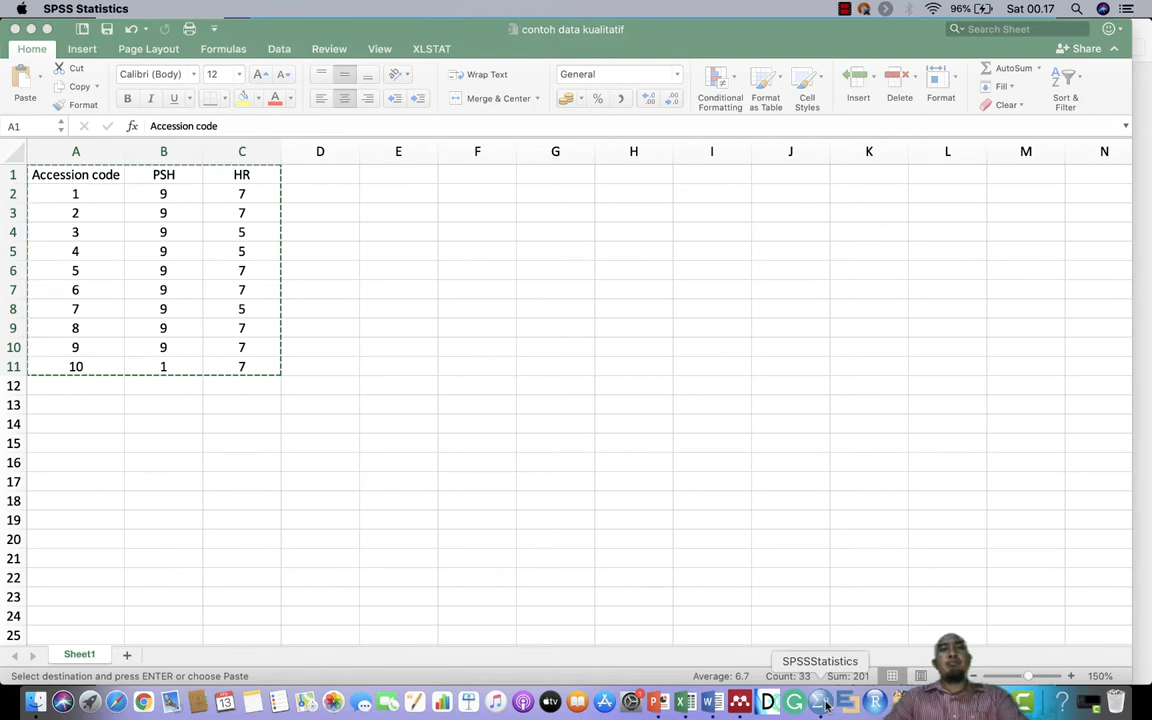 SPSS Statistics
96%
Sat 00.17
contoh data kualitatif
Search Sheet
Home
Insert
Page Layout
Formulas
Data
Review
View
XLSTAT
Share
Paste
Cut
Copy
Format
Calibri (Body)
12
A
A
B
I
U
A
Wrap Text
Merge & Center
General
%
Conditional
Formatting
Format
as Table
Cell
Styles
Insert
Delete
Format
AutoSum
Fill
Clear
Sort &
Filter
A1
fx
Accession code
A B C D E F G H I J K L M N
1 Accession code PSH HR
2 1 9 7
3 2 9 7
4 3 9 5
5 4 9 5
6 5 9 7
7 6 9 7
8 7 9 5
9 8 9 7
10 9 9 7
11 10 1 7
12
13
14
15
16
17
18
19
20
21
22
23
24
25
Sheet1
SPSSStatistics
Select destination and press ENTER or choose Paste
Average: 6.7
Count: 33
Sum: 201
150%